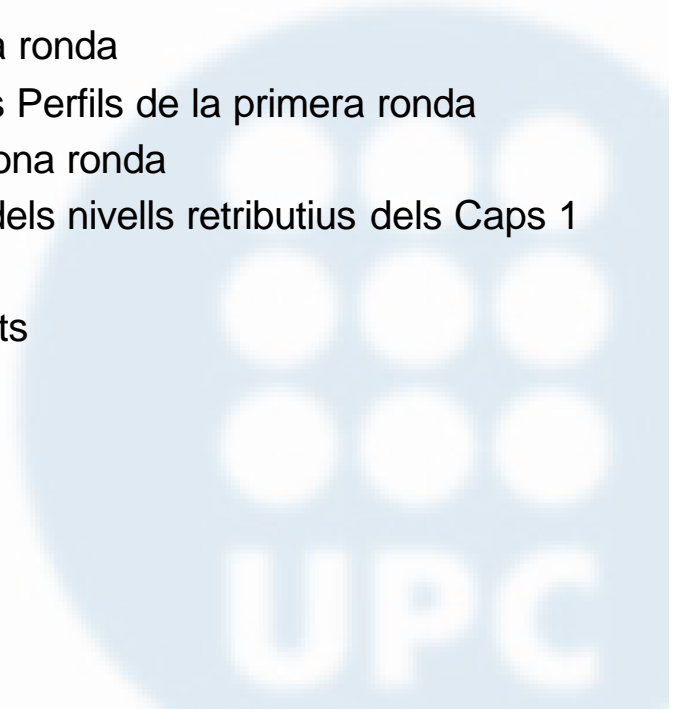 a ronda
s Perfils de la primera ronda
ona ronda
dels nivells retributius dels Caps 1
ts
UPC